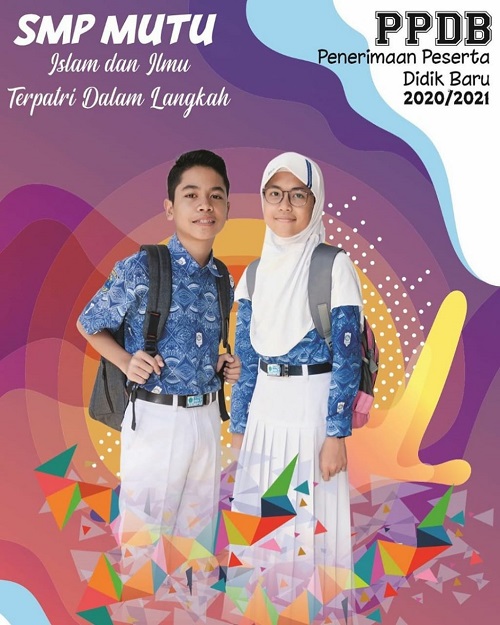 SMP MUTU
Islam dan Ilmu
Terpatri Dalam Langkah
PPDB
Penerimaan Peserta
Didik Baru
2020/2021